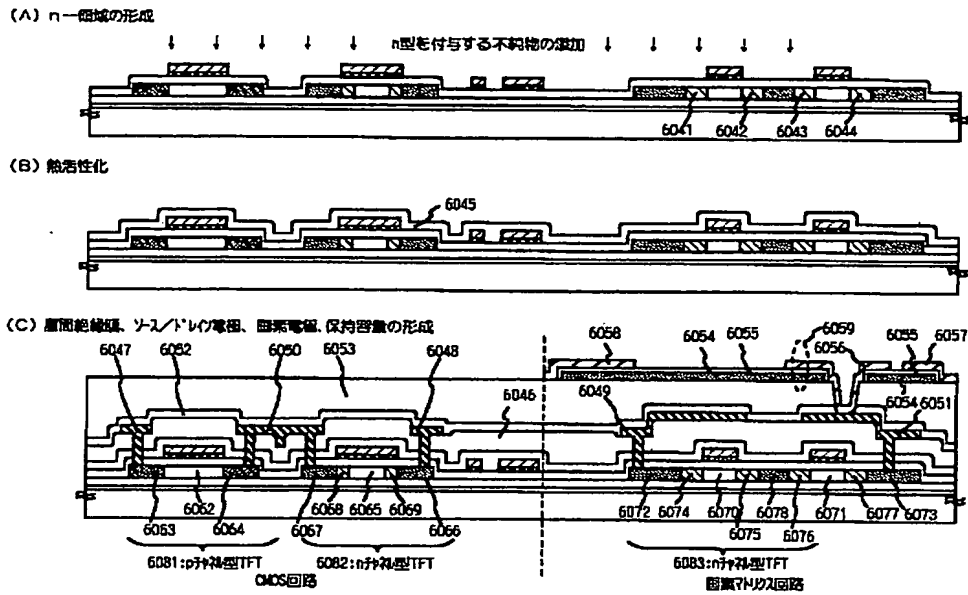 (A) n−領域の形成
n型を付与する不純物の添加
6041 6042 6043 6044
(B) 熱活性化
6045
(C) 層間絶縁膜、ソース/ドレイン電極、画素電極、保持容量の形成
6047 6052 6050 6053 6048 6058 6054 6055 6059 6056 6055 6057
6046 6049 6054 6051
6063 6062 6064 6067 6068 6065 6069 6066 6072 6074 6070 6075 6078 6076 6071 6077 6073
6081:pチャネル型TFT 6082:nチャネル型TFT 6083:nチャネル型TFT
CMOS回路 画素マトリクス回路